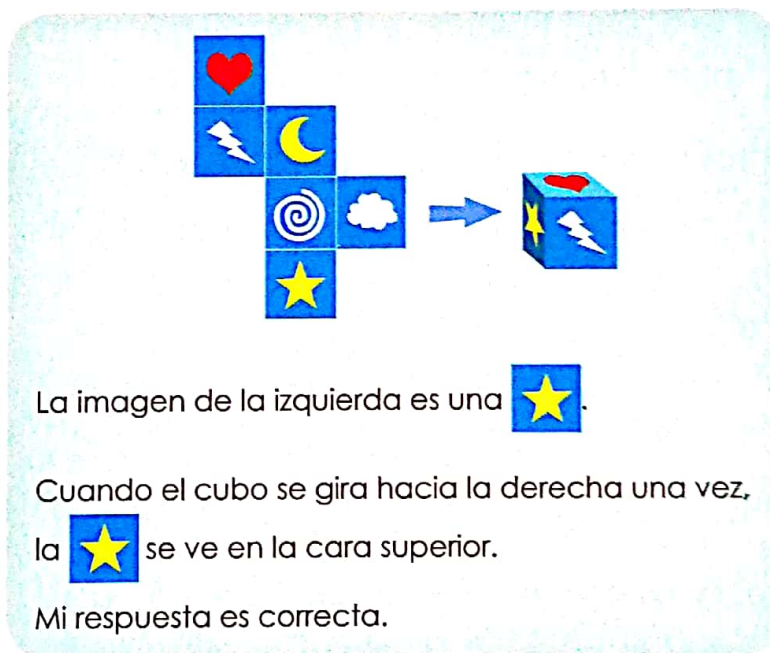 La imagen de la izquierda es una .
Cuando el cubo se gira hacia la derecha una vez,
la se ve en la cara superior.
Mi respuesta es correcta.